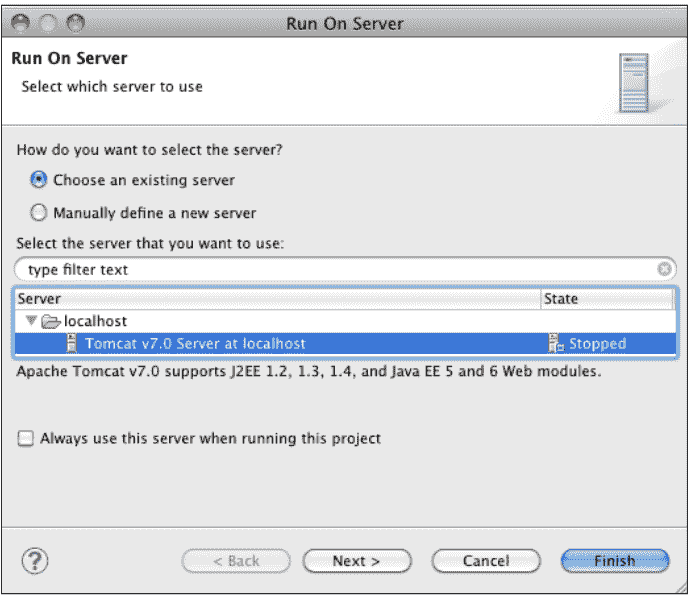 Run On Server
Run On Server
Select which server to use
How do you want to select the server?
Choose an existing server
Manually define a new server
Select the server that you want to use:
type filter text
Server State
localhost
Tomcat v7.0 Server at localhost Stopped
Apache Tomcat v7.0 supports J2EE 1.2, 1.3, 1.4, and Java EE 5 and 6 Web modules.
Always use this server when running this project
? < Back Next > Cancel Finish